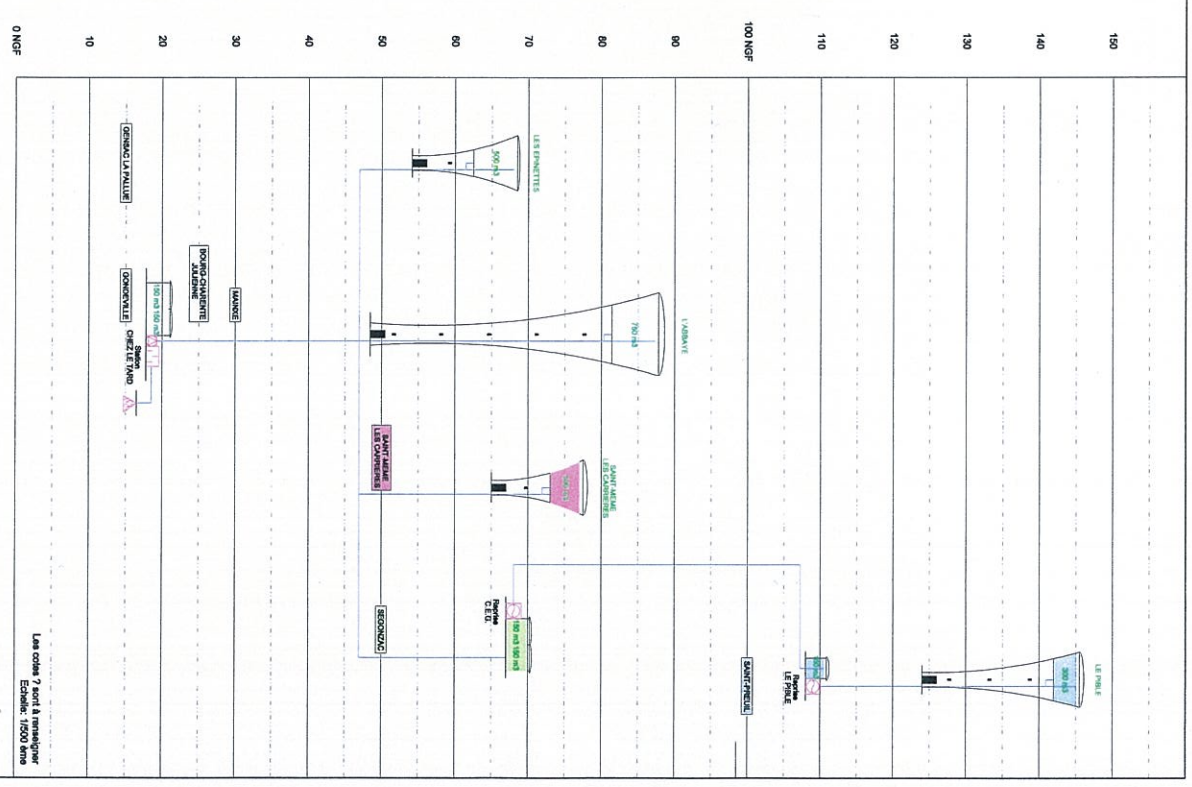 150
140
130
120
110
100 NGF
90
80
70
60
50
40
30
20
10
0 NGF
LE PIBLE
300 m3
Reprise
LE PIBLE
SAINT-PREUIL
L'ABBAYE
750 m3
SAINT-MEME
LES CARRIERES
LES EPINETTES
500 m3
150 m3 150 m3
Reprise
C.E.G.
SAINT-MEME
LES CARRIERES
SEGONZAC
MAINXE
BOURG-CHARENTE
JULIENNE
150 m3 150 m3
GENSAC LA PALLUE
GONDEVILLE
Station
CHEZ LE TARD
Les cotes ? sont à renseigner
Echelle: 1/500 ème